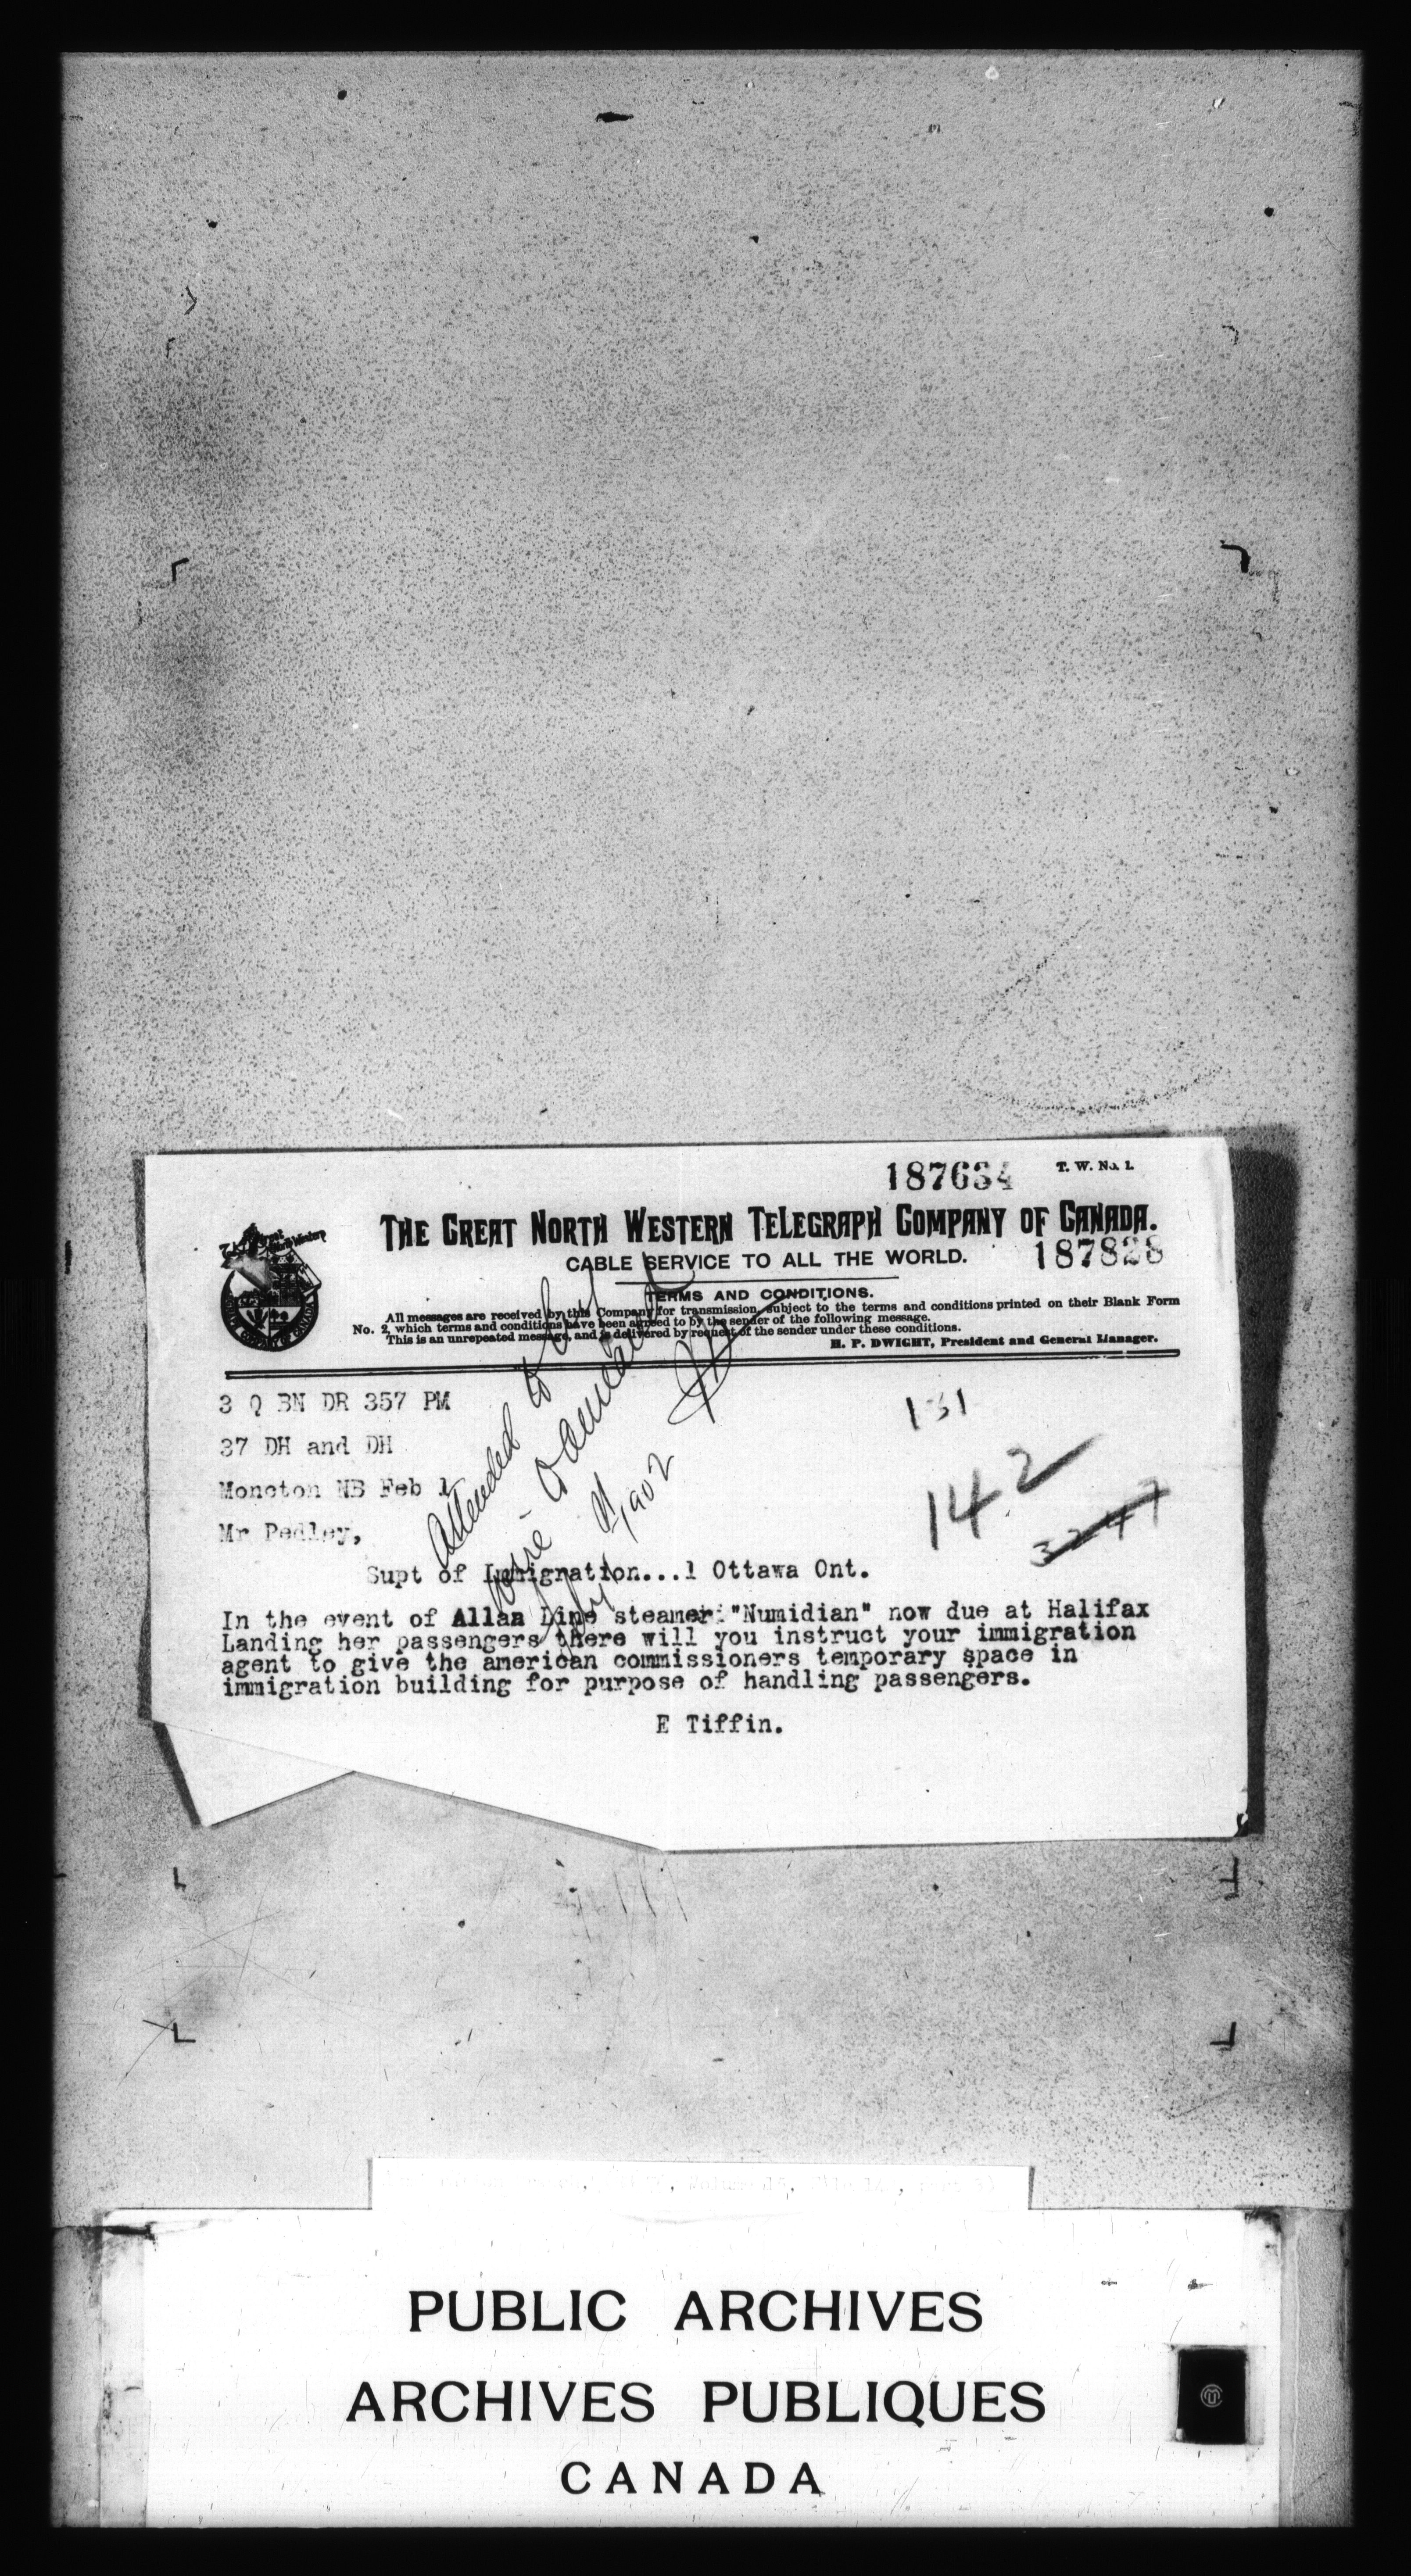 187634
T. W. No. 1.
THE GREAT NORTH WESTERN TELEGRAPH COMPANY OF CANADA.
CABLE SERVICE TO ALL THE WORLD.
187828
TERMS AND CONDITIONS.
All messages are received by this Company for transmission, subject to the terms and conditions printed on their Blank Form
No. 2, which terms and conditions have been agreed to by the sender of the following message.
This is an unrepeated message, and is delivered by request of the sender under these conditions.
H. P. DWIGHT, President and General Manager.
3 Q BN DR 357 PM
37 DH and DH
Moncton NB Feb 1
Mr Pedley,
Supt of Immigration...1 Ottawa Ont.
In the event of Allan Line steamer "Numidian" now due at Halifax
Landing her passengers there will you instruct your immigration
agent to give the american commissioners temporary space in
immigration building for purpose of handling passengers.
E Tiffin.
Attended to by
wire
1902
131
142
3247
PUBLIC ARCHIVES
ARCHIVES PUBLIQUES
CANADA